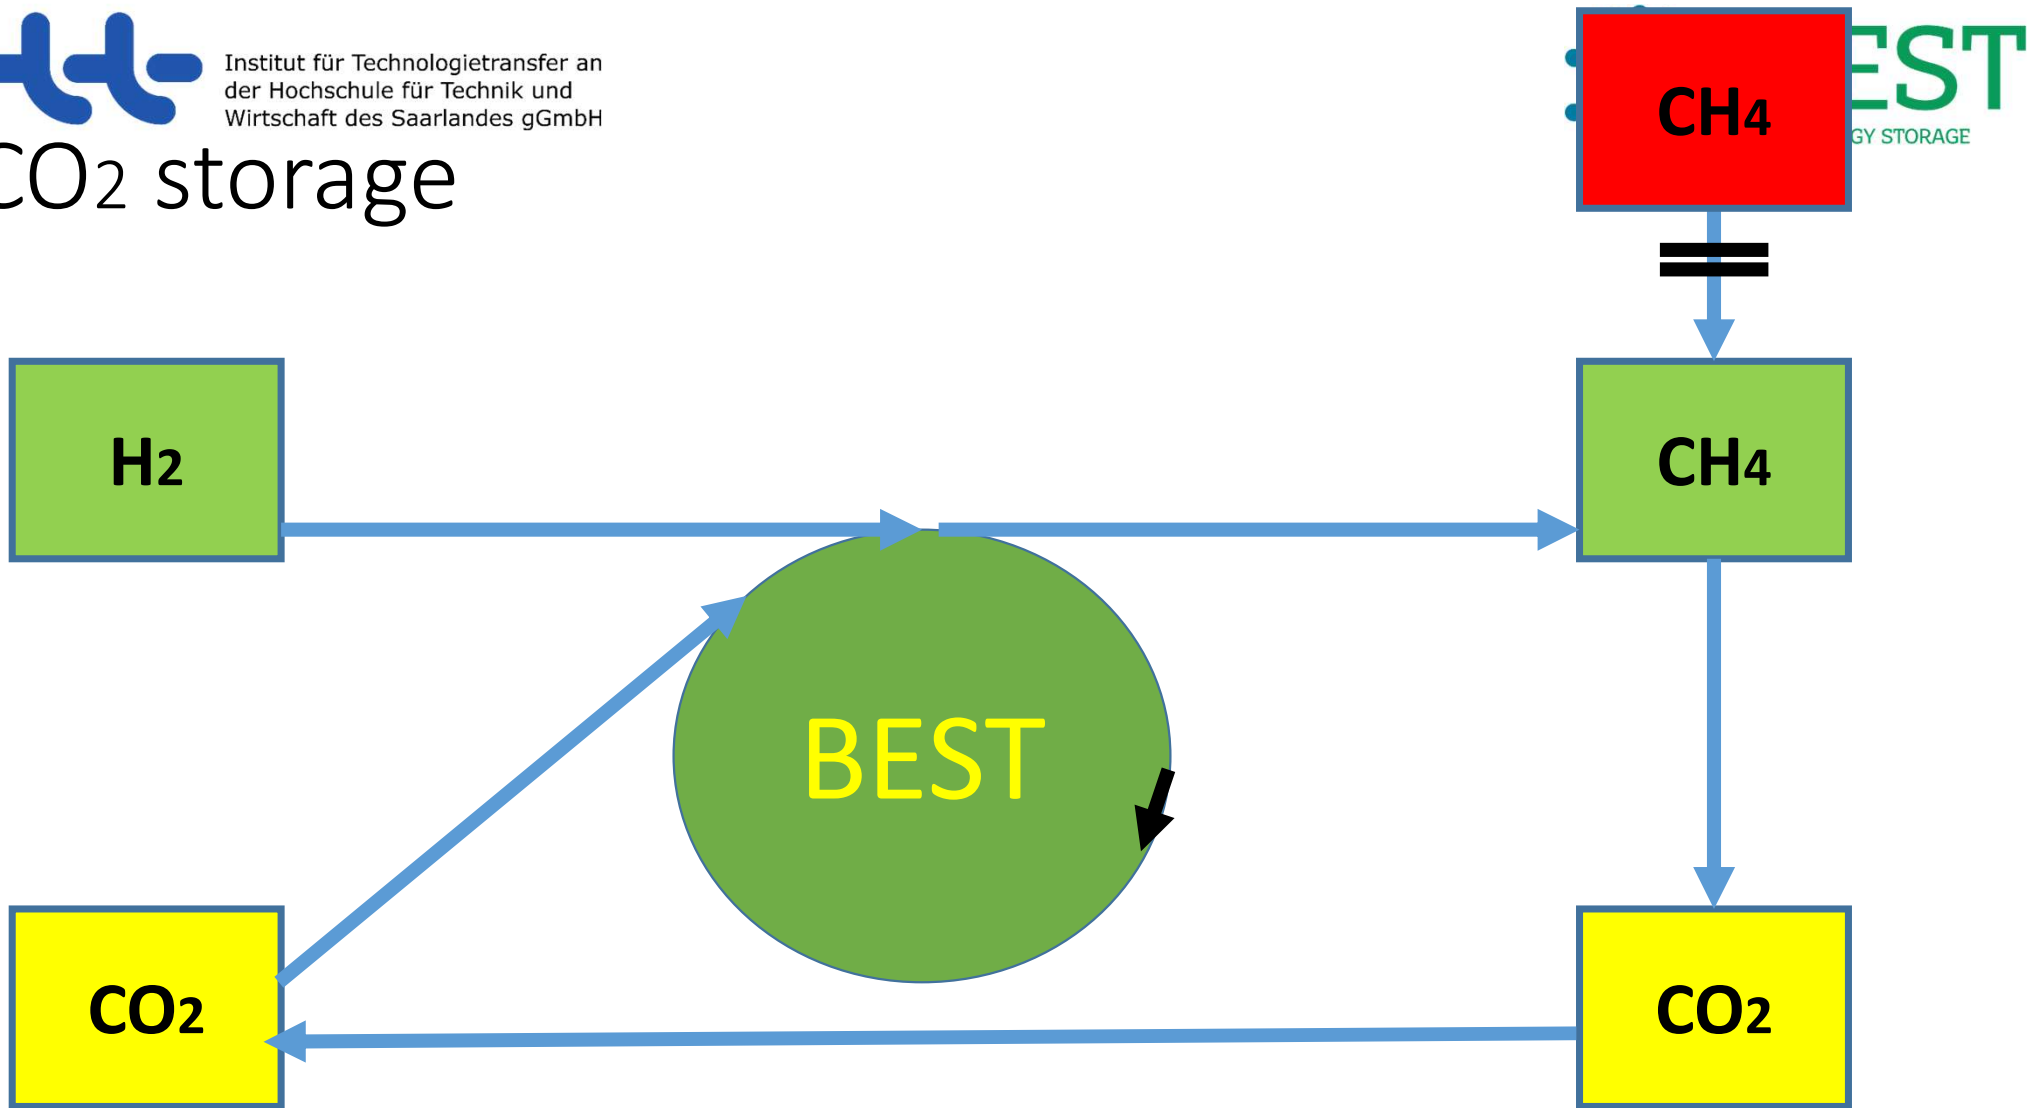 Institut für Technologietransfer an
der Hochschule für Technik und
Wirtschaft des Saarlandes gGmbH
EST
GY STORAGE
CO2 storage
CH4
H2
CH4
BEST
CO2
CO2